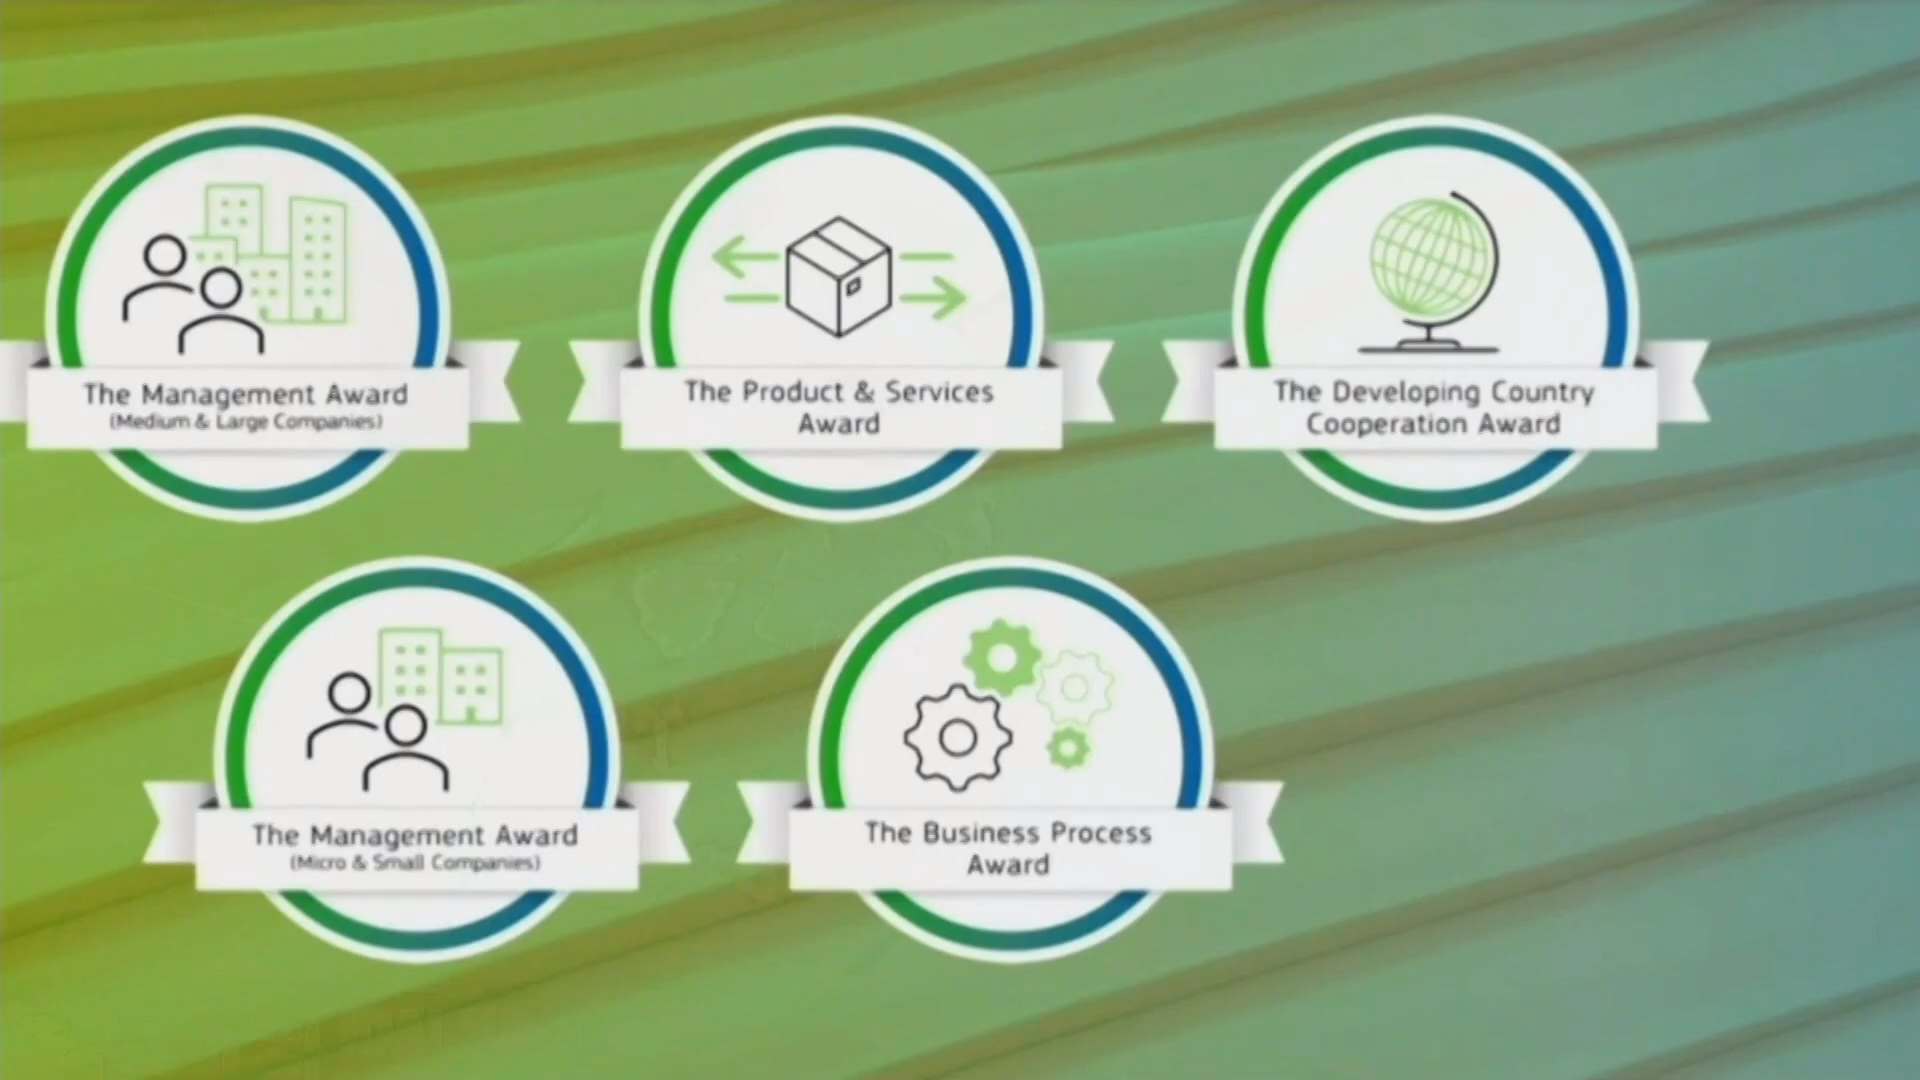 The Management Award
(Medium & Large Companies)
The Product & Services
Award
The Developing Country
Cooperation Award
The Management Award
(Micro & Small Companies)
The Business Process
Award